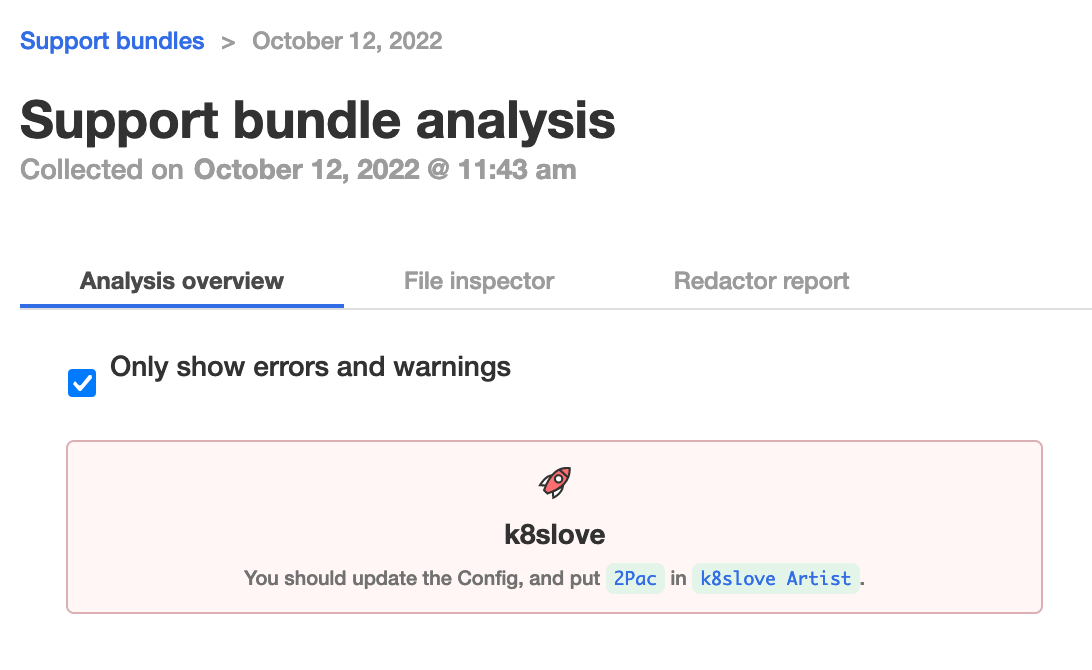 Support bundles > October 12, 2022
Support bundle analysis
Collected on October 12, 2022 @ 11:43 am
Analysis overview File inspector Redactor report
Only show errors and warnings
k8slove
You should update the Config, and put 2Pac in k8slove Artist.